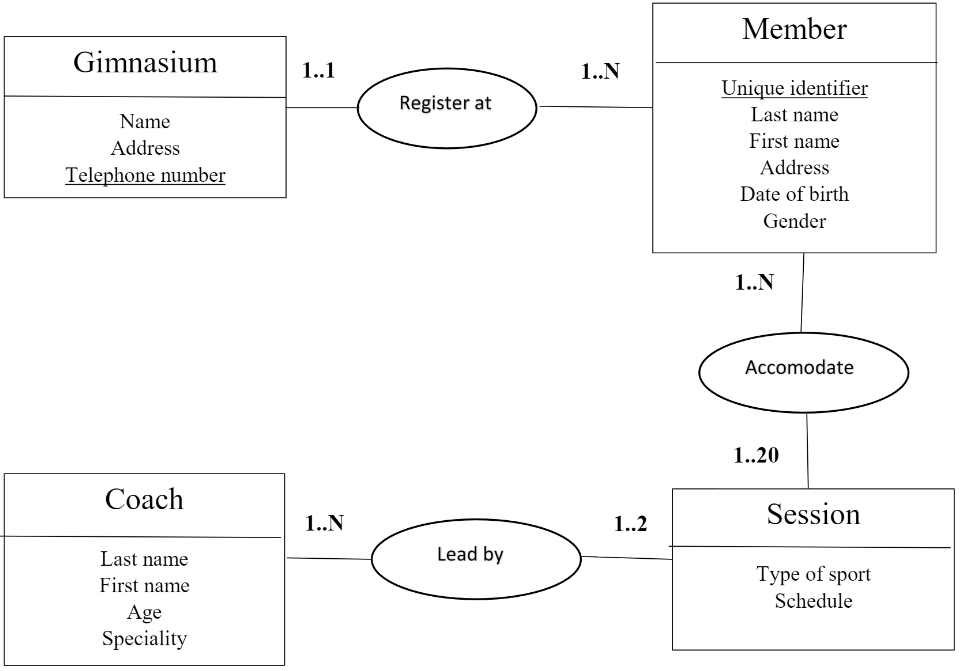 Gimnasium
Name
Address
Telephone number
1..1
Register at
1..N
Member
Unique identifier
Last name
First name
Address
Date of birth
Gender
1..N
Accomodate
1..20
Session
Type of sport
Schedule
1..2
Lead by
1..N
Coach
Last name
First name
Age
Speciality